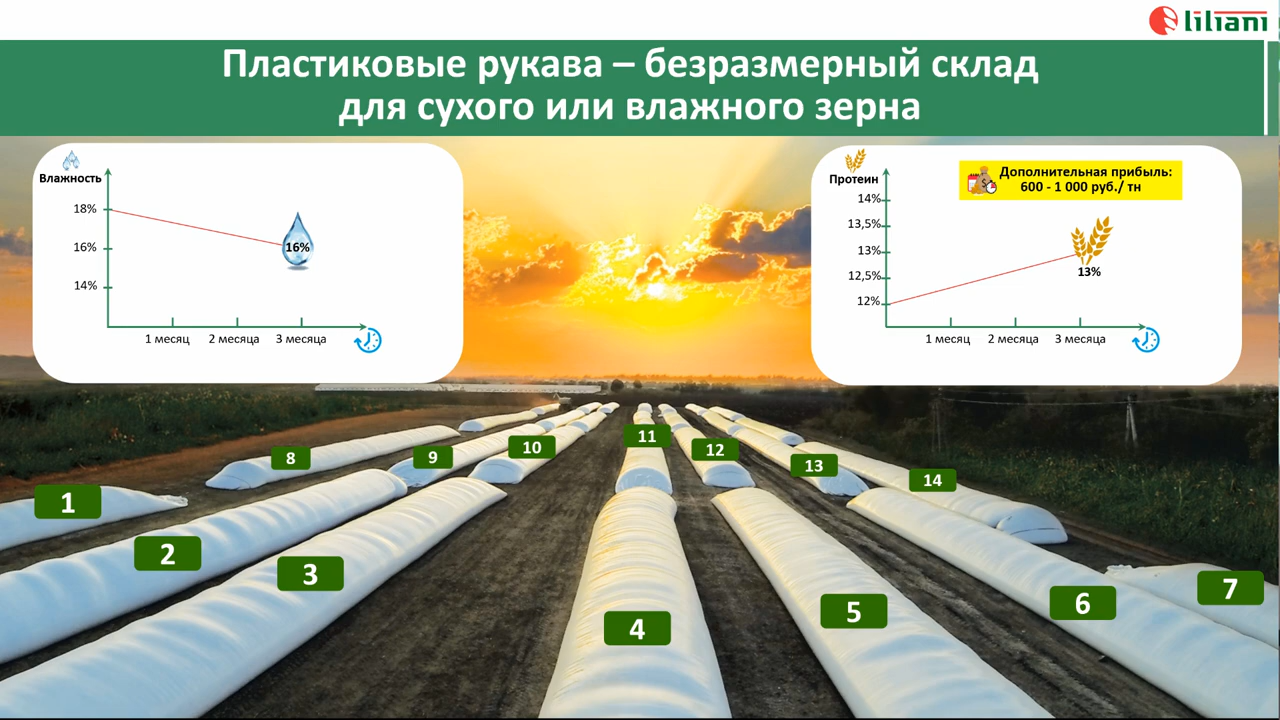 liliani
Пластиковые рукава – безразмерный склад
для сухого или влажного зерна
Влажность
18%
16%
14%
16%
1 месяц
2 месяца
3 месяца
Протеин
14%
13,5%
13%
12,5%
12%
Дополнительная прибыль:
600 - 1 000 руб./ тн
13%
1 месяц
2 месяца
3 месяца
1
2
3
4
5
6
7
8
9
10
11
12
13
14